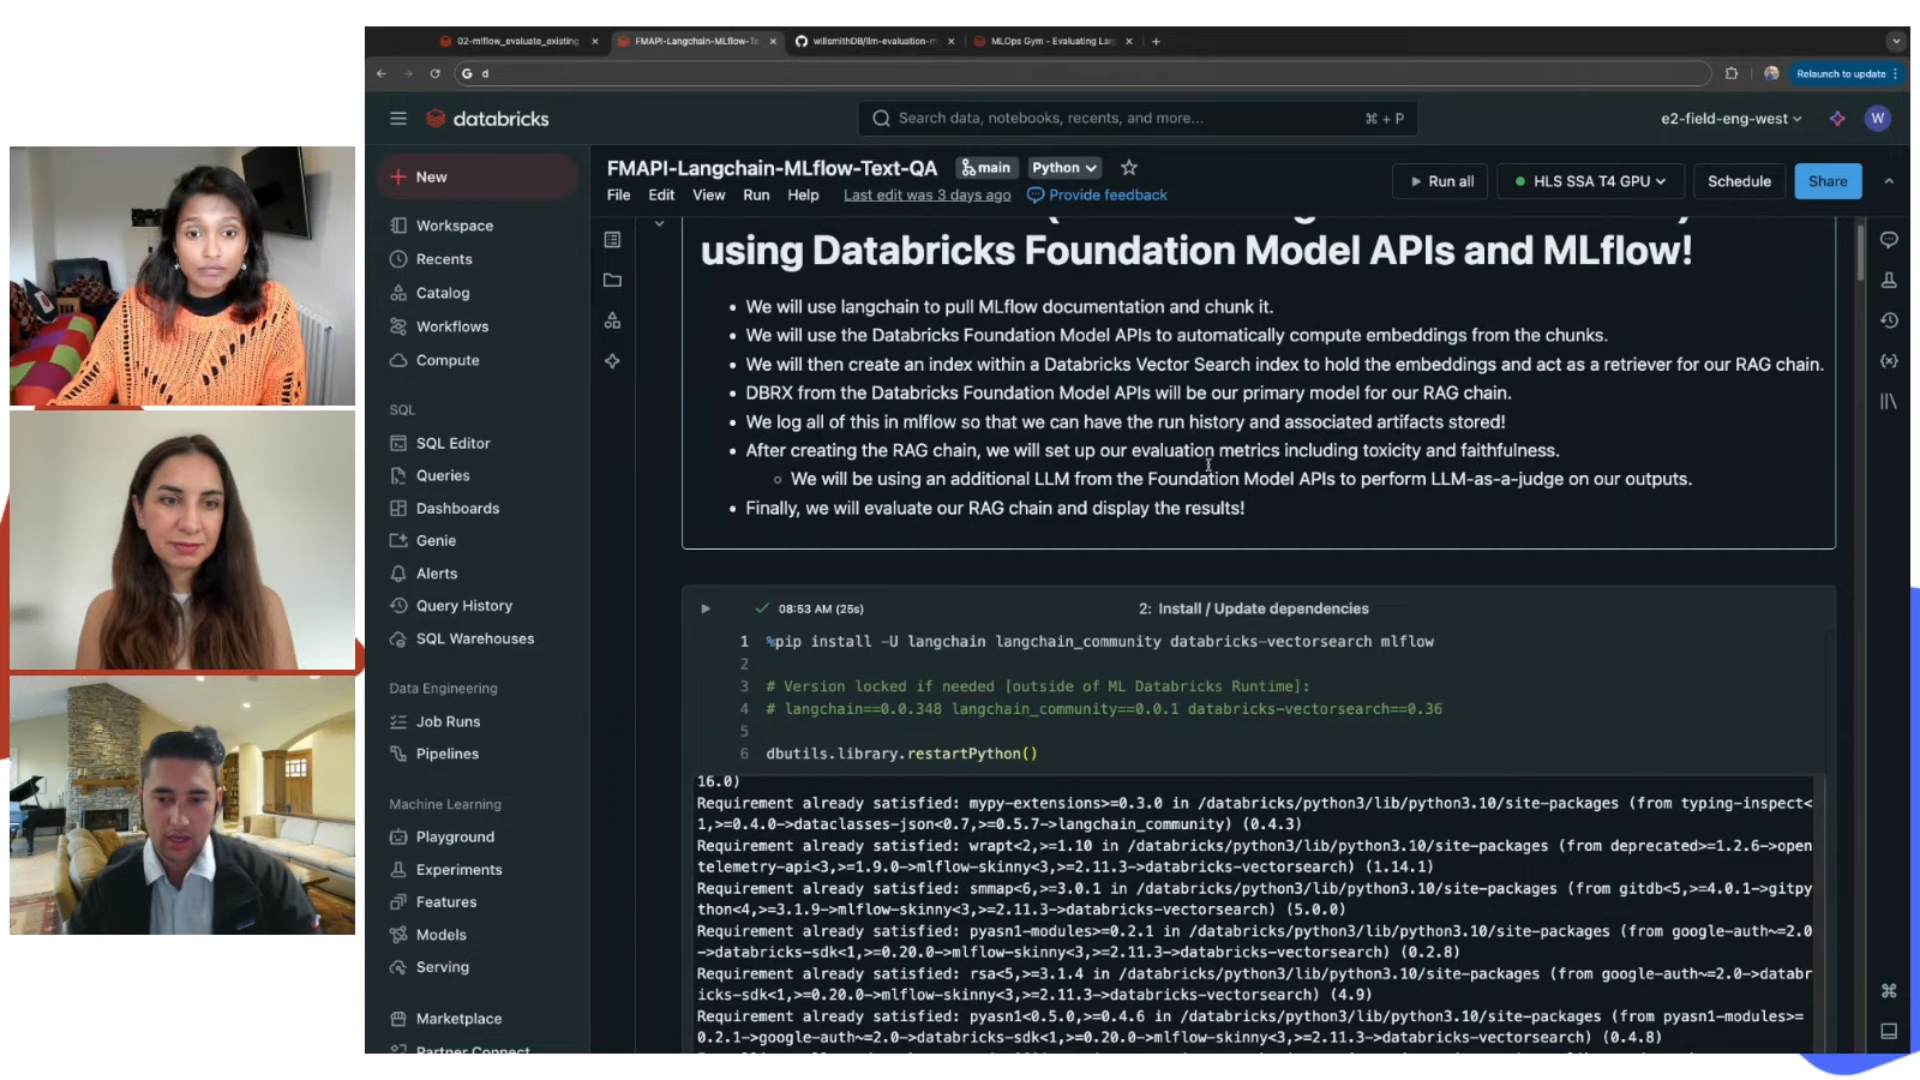 02-mlflow_evaluate_existing
FMAPI-Langchain-MLflow-Te
willsmithDB/llm-evaluation-m
MLOps Gym - Evaluating Lar
d
Relaunch to update
databricks
Search data, notebooks, recents, and more...
⌘ + P
e2-field-eng-west
W
New
Workspace
Recents
Catalog
Workflows
Compute
SQL
SQL Editor
Queries
Dashboards
Genie
Alerts
Query History
SQL Warehouses
Data Engineering
Job Runs
Pipelines
Machine Learning
Playground
Experiments
Features
Models
Serving
Marketplace
Partner Connect
FMAPI-Langchain-MLflow-Text-QA
main
Python
File Edit View Run Help Last edit was 3 days ago Provide feedback
Run all
HLS SSA T4 GPU
Schedule
Share
using Databricks Foundation Model APIs and MLflow!
• We will use langchain to pull MLflow documentation and chunk it.
• We will use the Databricks Foundation Model APIs to automatically compute embeddings from the chunks.
• We will then create an index within a Databricks Vector Search index to hold the embeddings and act as a retriever for our RAG chain.
• DBRX from the Databricks Foundation Model APIs will be our primary model for our RAG chain.
• We log all of this in mlflow so that we can have the run history and associated artifacts stored!
• After creating the RAG chain, we will set up our evaluation metrics including toxicity and faithfulness.
○ We will be using an additional LLM from the Foundation Model APIs to perform LLM-as-a-judge on our outputs.
• Finally, we will evaluate our RAG chain and display the results!
08:53 AM (25s)
2: Install / Update dependencies
1 %pip install -U langchain langchain_community databricks-vectorsearch mlflow
2
3 # Version locked if needed [outside of ML Databricks Runtime]:
4 # langchain==0.0.348 langchain_community==0.0.1 databricks-vectorsearch==0.36
5
6 dbutils.library.restartPython()
16.0)
Requirement already satisfied: mypy-extensions>=0.3.0 in /databricks/python3/lib/python3.10/site-packages (from typing-inspect<
1,>=0.4.0->dataclasses-json<0.7,>=0.5.7->langchain_community) (0.4.3)
Requirement already satisfied: wrapt<2,>=1.10 in /databricks/python3/lib/python3.10/site-packages (from deprecated>=1.2.6->open
telemetry-api<3,>=1.9.0->mlflow-skinny<3,>=2.11.3->databricks-vectorsearch) (1.14.1)
Requirement already satisfied: smmap<6,>=3.0.1 in /databricks/python3/lib/python3.10/site-packages (from gitdb<5,>=4.0.1->gitpy
thon<4,>=3.1.9->mlflow-skinny<3,>=2.11.3->databricks-vectorsearch) (5.0.0)
Requirement already satisfied: pyasn1-modules>=0.2.1 in /databricks/python3/lib/python3.10/site-packages (from google-auth~=2.0
->databricks-sdk<1,>=0.20.0->mlflow-skinny<3,>=2.11.3->databricks-vectorsearch) (0.2.8)
Requirement already satisfied: rsa<5,>=3.1.4 in /databricks/python3/lib/python3.10/site-packages (from google-auth~=2.0->databr
icks-sdk<1,>=0.20.0->mlflow-skinny<3,>=2.11.3->databricks-vectorsearch) (4.9)
Requirement already satisfied: pyasn1<0.5.0,>=0.4.6 in /databricks/python3/lib/python3.10/site-packages (from pyasn1-modules>=
0.2.1->google-auth~=2.0->databricks-sdk<1,>=0.20.0->mlflow-skinny<3,>=2.11.3->databricks-vectorsearch) (0.4.8)